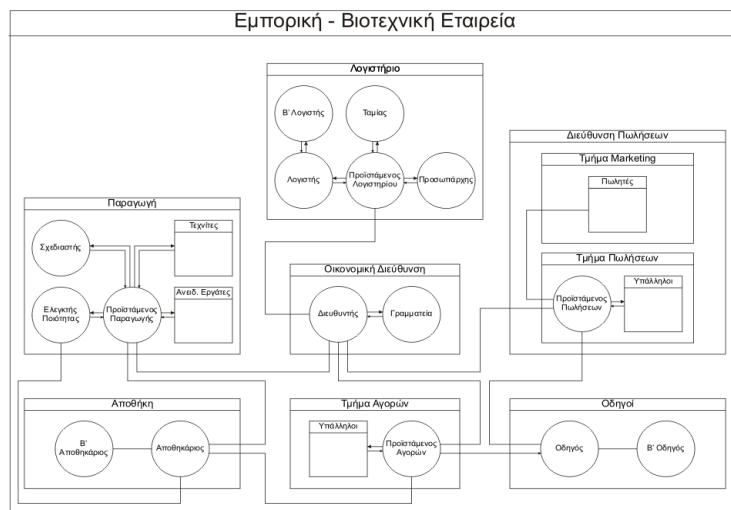 Εμπορική - Βιοτεχνική Εταιρεία
Λογιστήριο
Β' Λογιστής
Ταμίας
Λογιστής
Προϊστάμενος
Λογιστηρίου
Προσωπάρχης
Διεύθυνση Πωλήσεων
Τμήμα Marketing
Πωλητές
Τμήμα Πωλήσεων
Προϊστάμενος
Πωλήσεων
Υπάλληλοι
Παραγωγή
Σχεδιαστής
Τεχνίτες
Ελεγκτής
Ποιότητας
Προϊστάμενος
Παραγωγής
Ανειδ. Εργάτες
Οικονομική Διεύθυνση
Διευθυντής
Γραμματεία
Αποθήκη
Β'
Αποθηκάριος
Αποθηκάριος
Τμήμα Αγορών
Υπάλληλοι
Προϊστάμενος
Αγορών
Οδηγοί
Οδηγός
Β' Οδηγός